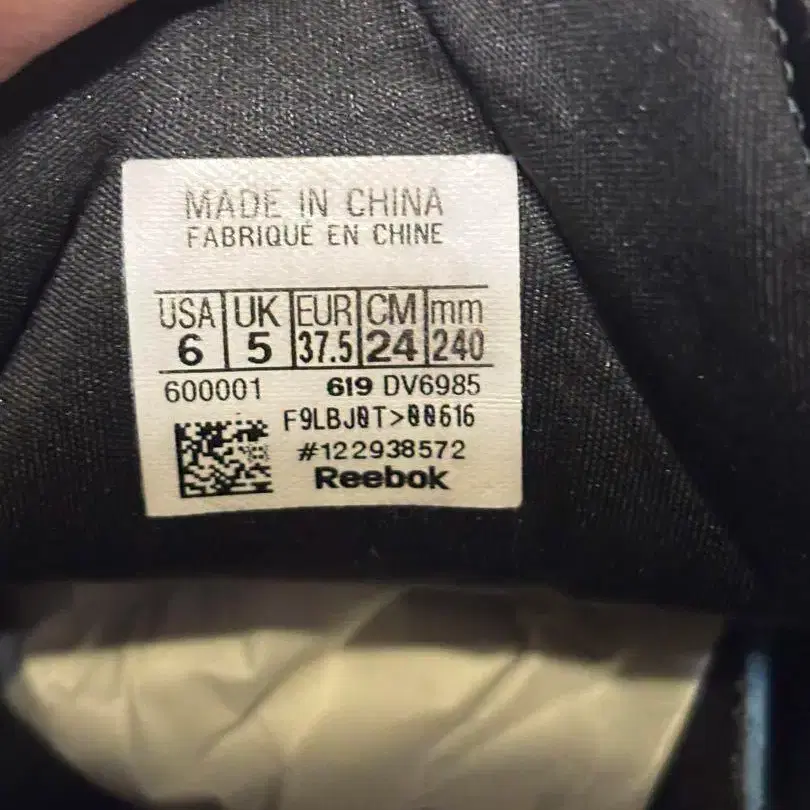 MADE IN CHINA
FABRIQUÉ EN CHINE
USA UK EUR CM mm
6 5 37.5 24 240
600001 619 DV6985
F9LBJ0T>00616
#122938572
Reebok